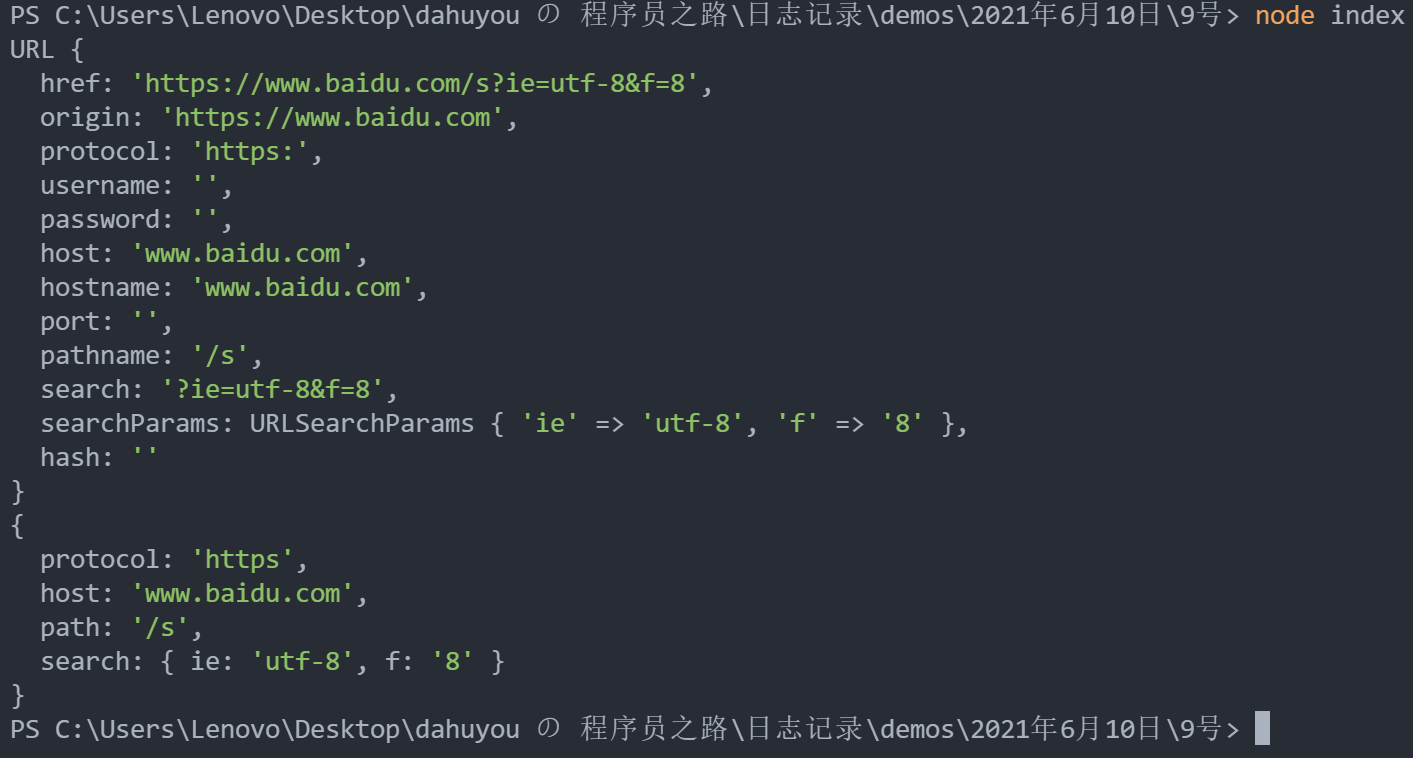 PS C:\Users\Lenovo\Desktop\dahuyou の 程序员之路\日志记录\demos\2021年6月10日\9号> node index
URL {
  href: 'https://www.baidu.com/s?ie=utf-8&f=8',
  origin: 'https://www.baidu.com',
  protocol: 'https:',
  username: '',
  password: '',
  host: 'www.baidu.com',
  hostname: 'www.baidu.com',
  port: '',
  pathname: '/s',
  search: '?ie=utf-8&f=8',
  searchParams: URLSearchParams { 'ie' => 'utf-8', 'f' => '8' },
  hash: ''
}
{
  protocol: 'https',
  host: 'www.baidu.com',
  path: '/s',
  search: { ie: 'utf-8', f: '8' }
}
PS C:\Users\Lenovo\Desktop\dahuyou の 程序员之路\日志记录\demos\2021年6月10日\9号>